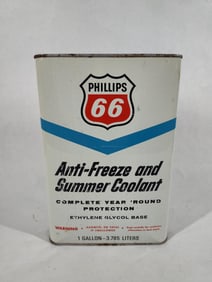 PHILLIPS
66
Anti-Freeze and
Summer Coolant
COMPLETE YEAR 'ROUND
PROTECTION
ETHYLENE GLYCOL BASE
WARNING
1 GALLON-3.785 LITERS